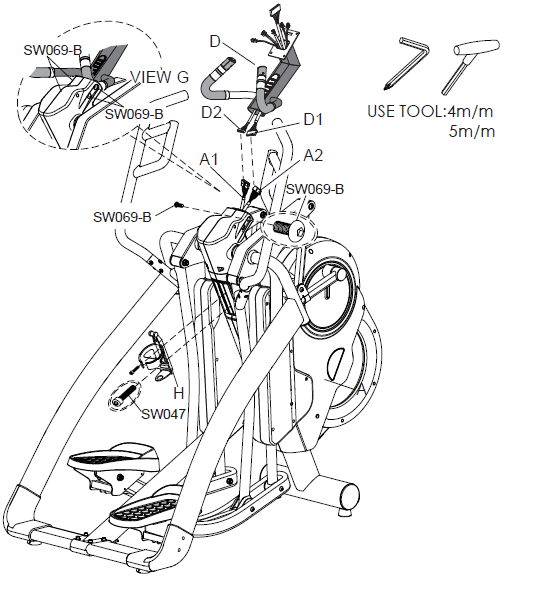 SW069-B
VIEW G
SW069-B
D
D2
D1
USE TOOL:4m/m
5m/m
A1
A2
SW069-B
SW069-B
H
SW047
A